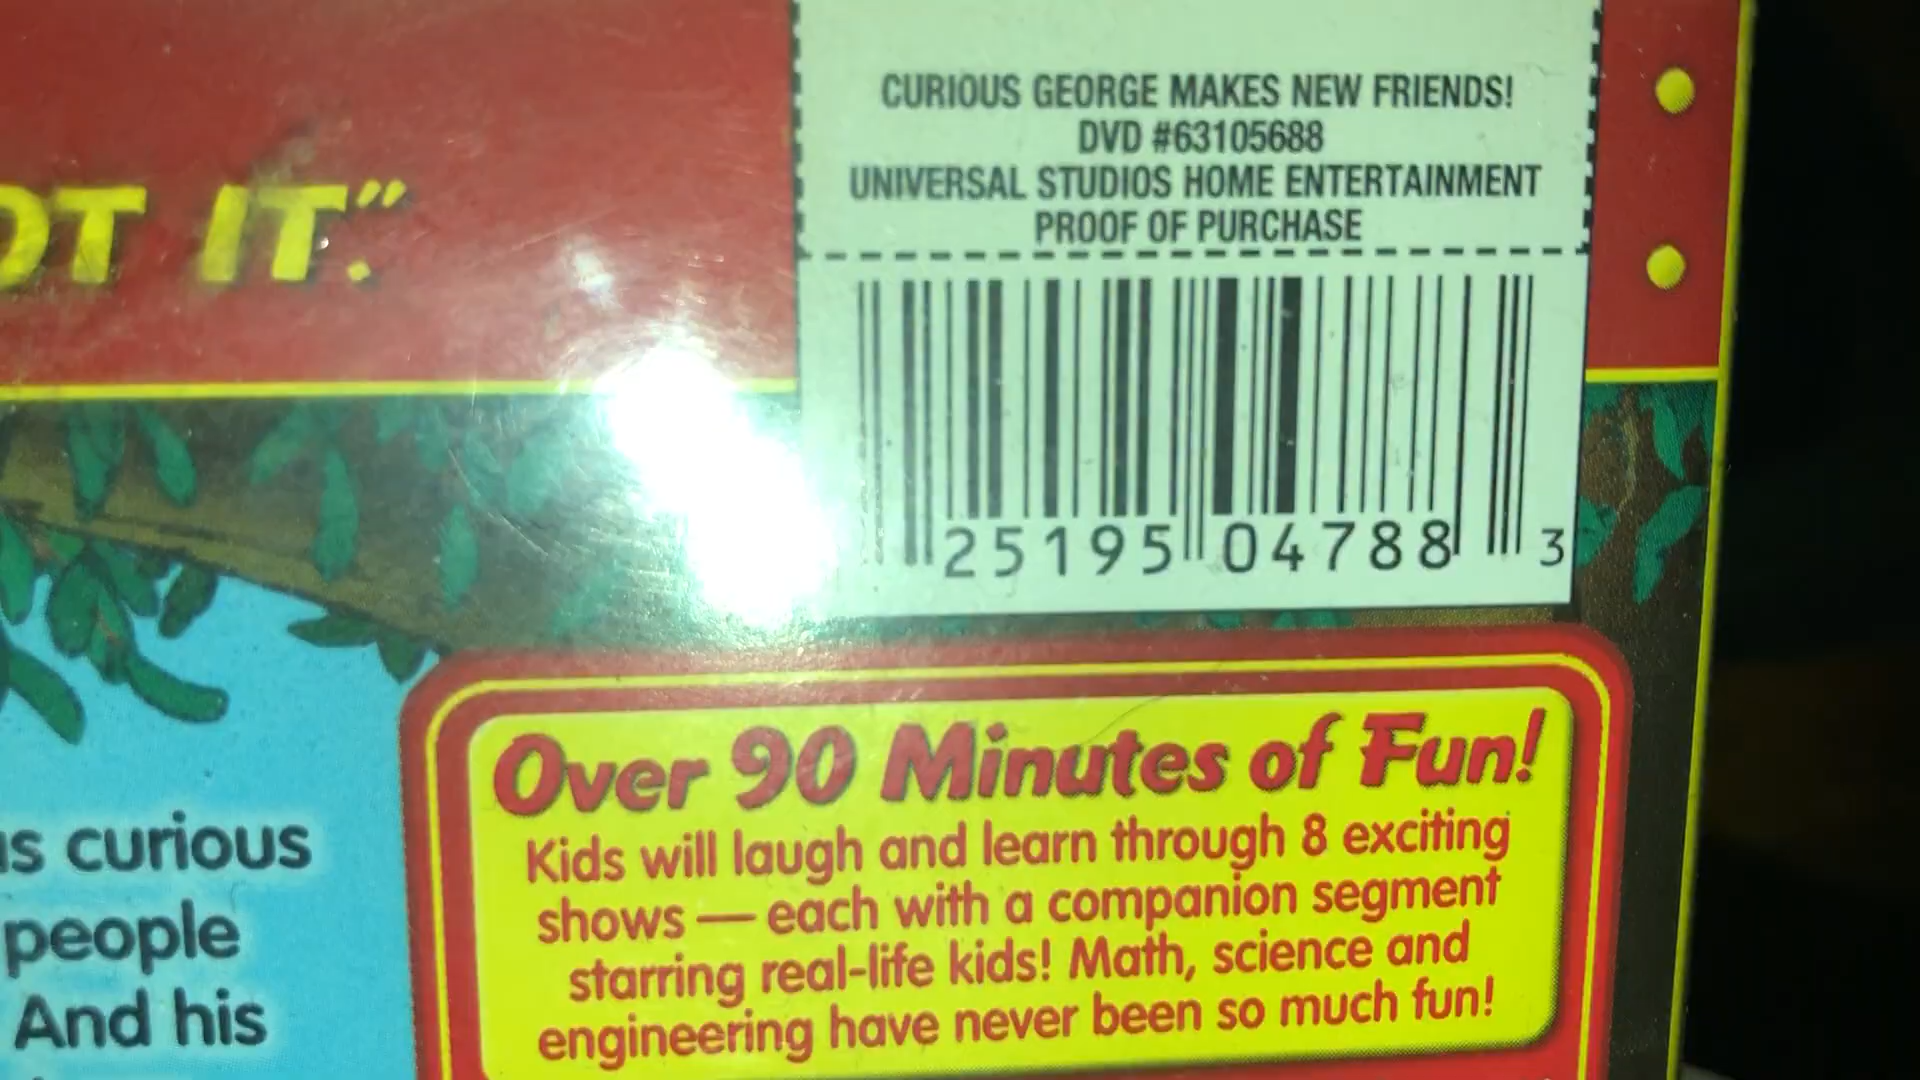 OT IT."
CURIOUS GEORGE MAKES NEW FRIENDS!
DVD #63105688
UNIVERSAL STUDIOS HOME ENTERTAINMENT
PROOF OF PURCHASE
25195 04788 3
Over 90 Minutes of Fun!
Kids will laugh and learn through 8 exciting
shows — each with a companion segment
starring real-life kids! Math, science and
engineering have never been so much fun!
curious
people
And his